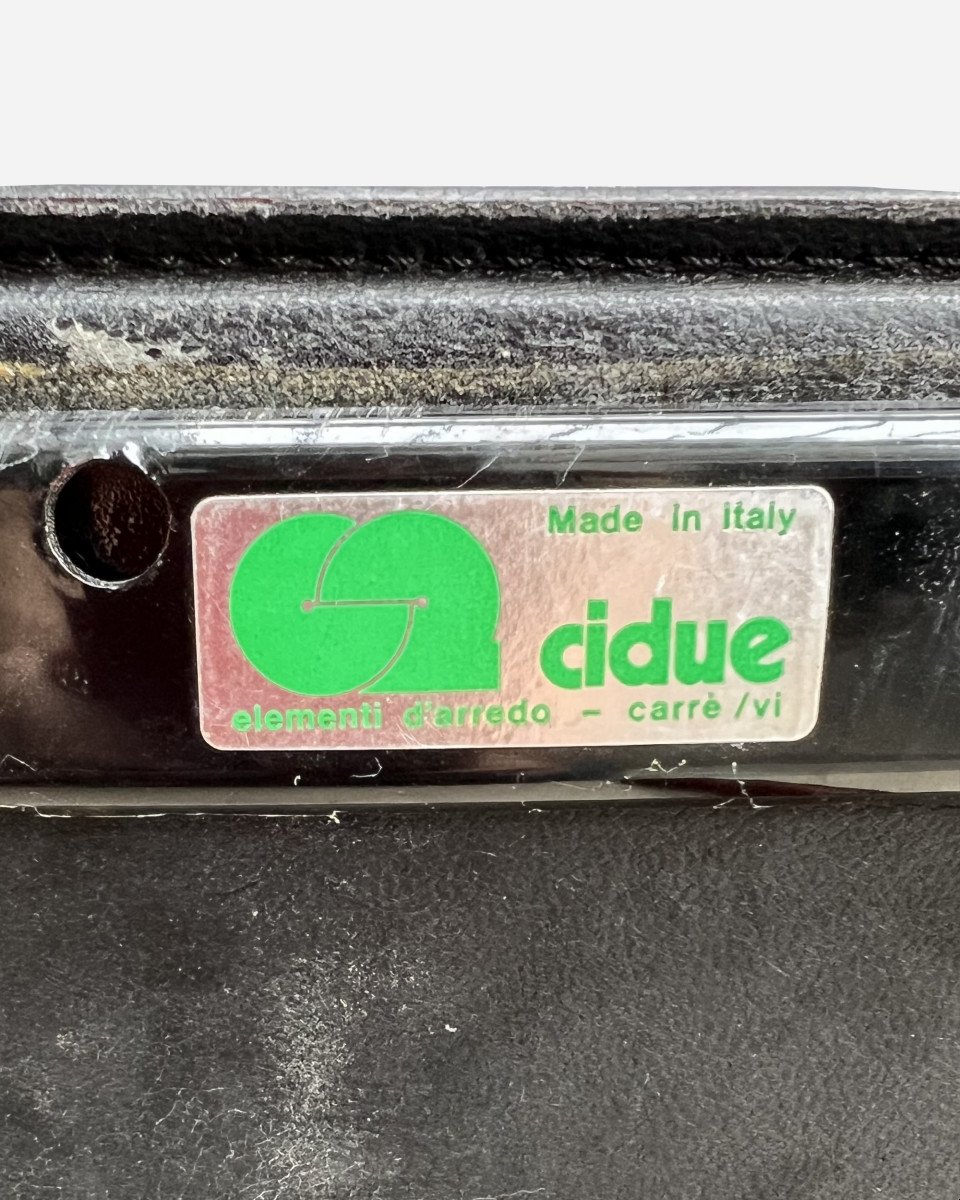 Made in Italy
cidue
elementi d'arredo - carrè/vi